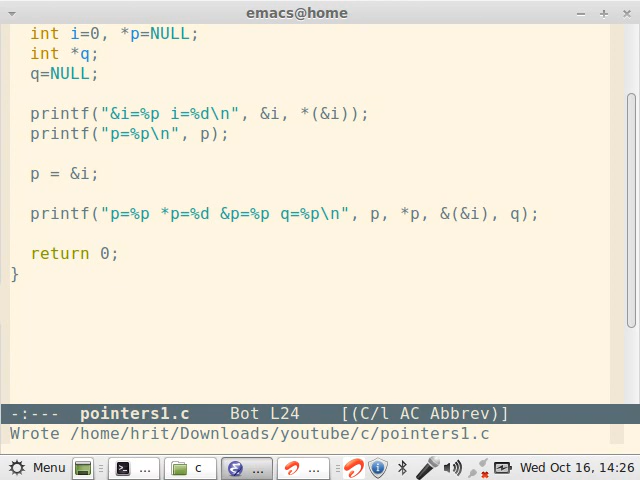 emacs@home
int i=0, *p=NULL;
int *q;
q=NULL;
printf("&i=%p i=%d\n", &i, *(&i));
printf("p=%p\n", p);
p = &i;
printf("p=%p *p=%d &p=%p q=%p\n", p, *p, &(&i), q);
return 0;
}
-:--- pointers1.c Bot L24 [(C/l AC Abbrev)]
Wrote /home/hrit/Downloads/youtube/c/pointers1.c
Menu ... c ... ... Wed Oct 16, 14:26